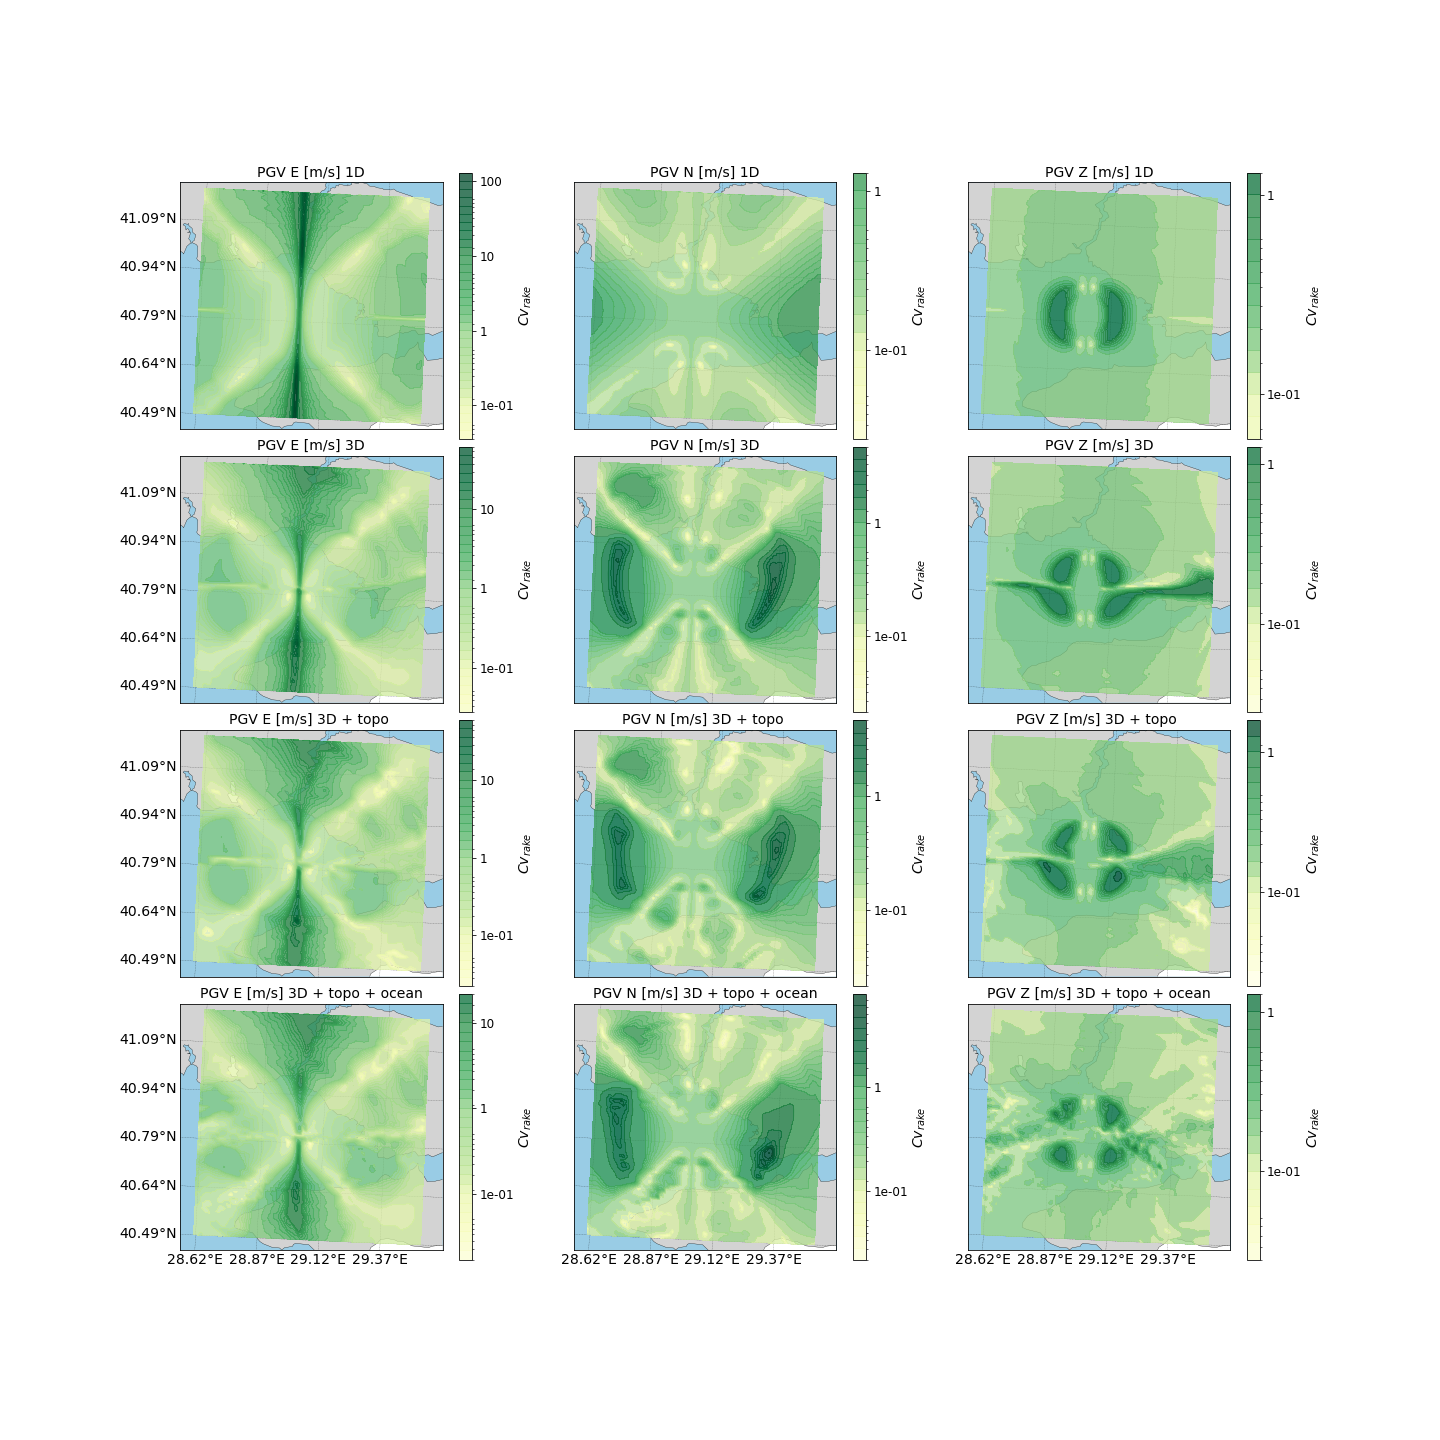 PGV E [m/s] 1D
PGV N [m/s] 1D
PGV Z [m/s] 1D
41.09°N
40.94°N
40.79°N
40.64°N
40.49°N
100
10
1
1e-01
Cv_rake
1
1e-01
Cv_rake
1
1e-01
Cv_rake
PGV E [m/s] 3D
PGV N [m/s] 3D
PGV Z [m/s] 3D
41.09°N
40.94°N
40.79°N
40.64°N
40.49°N
10
1
1e-01
Cv_rake
1
1e-01
Cv_rake
1
1e-01
Cv_rake
PGV E [m/s] 3D + topo
PGV N [m/s] 3D + topo
PGV Z [m/s] 3D + topo
41.09°N
40.94°N
40.79°N
40.64°N
40.49°N
10
1
1e-01
Cv_rake
1
1e-01
Cv_rake
1
1e-01
Cv_rake
PGV E [m/s] 3D + topo + ocean
PGV N [m/s] 3D + topo + ocean
PGV Z [m/s] 3D + topo + ocean
41.09°N
40.94°N
40.79°N
40.64°N
40.49°N
10
1
1e-01
Cv_rake
1
1e-01
Cv_rake
1
1e-01
Cv_rake
28.62°E 28.87°E 29.12°E 29.37°E
28.62°E 28.87°E 29.12°E 29.37°E
28.62°E 28.87°E 29.12°E 29.37°E